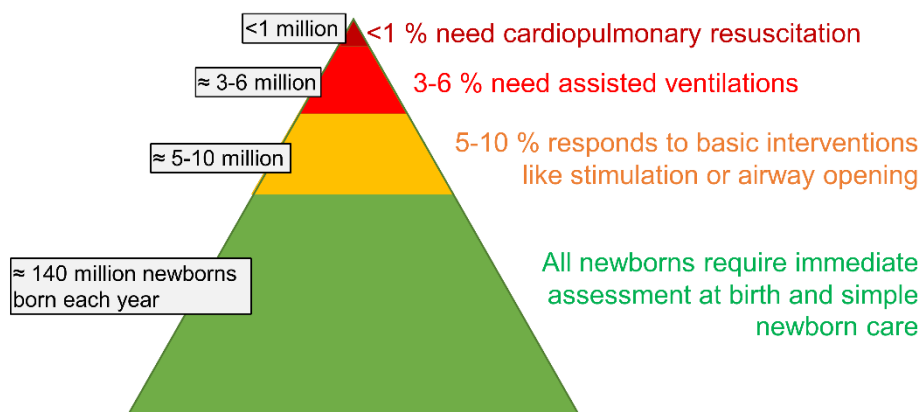 <1 million
<1 % need cardiopulmonary resuscitation
≈ 3-6 million
3-6 % need assisted ventilations
≈ 5-10 million
5-10 % responds to basic interventions
like stimulation or airway opening
≈ 140 million newborns
born each year
All newborns require immediate
assessment at birth and simple
newborn care